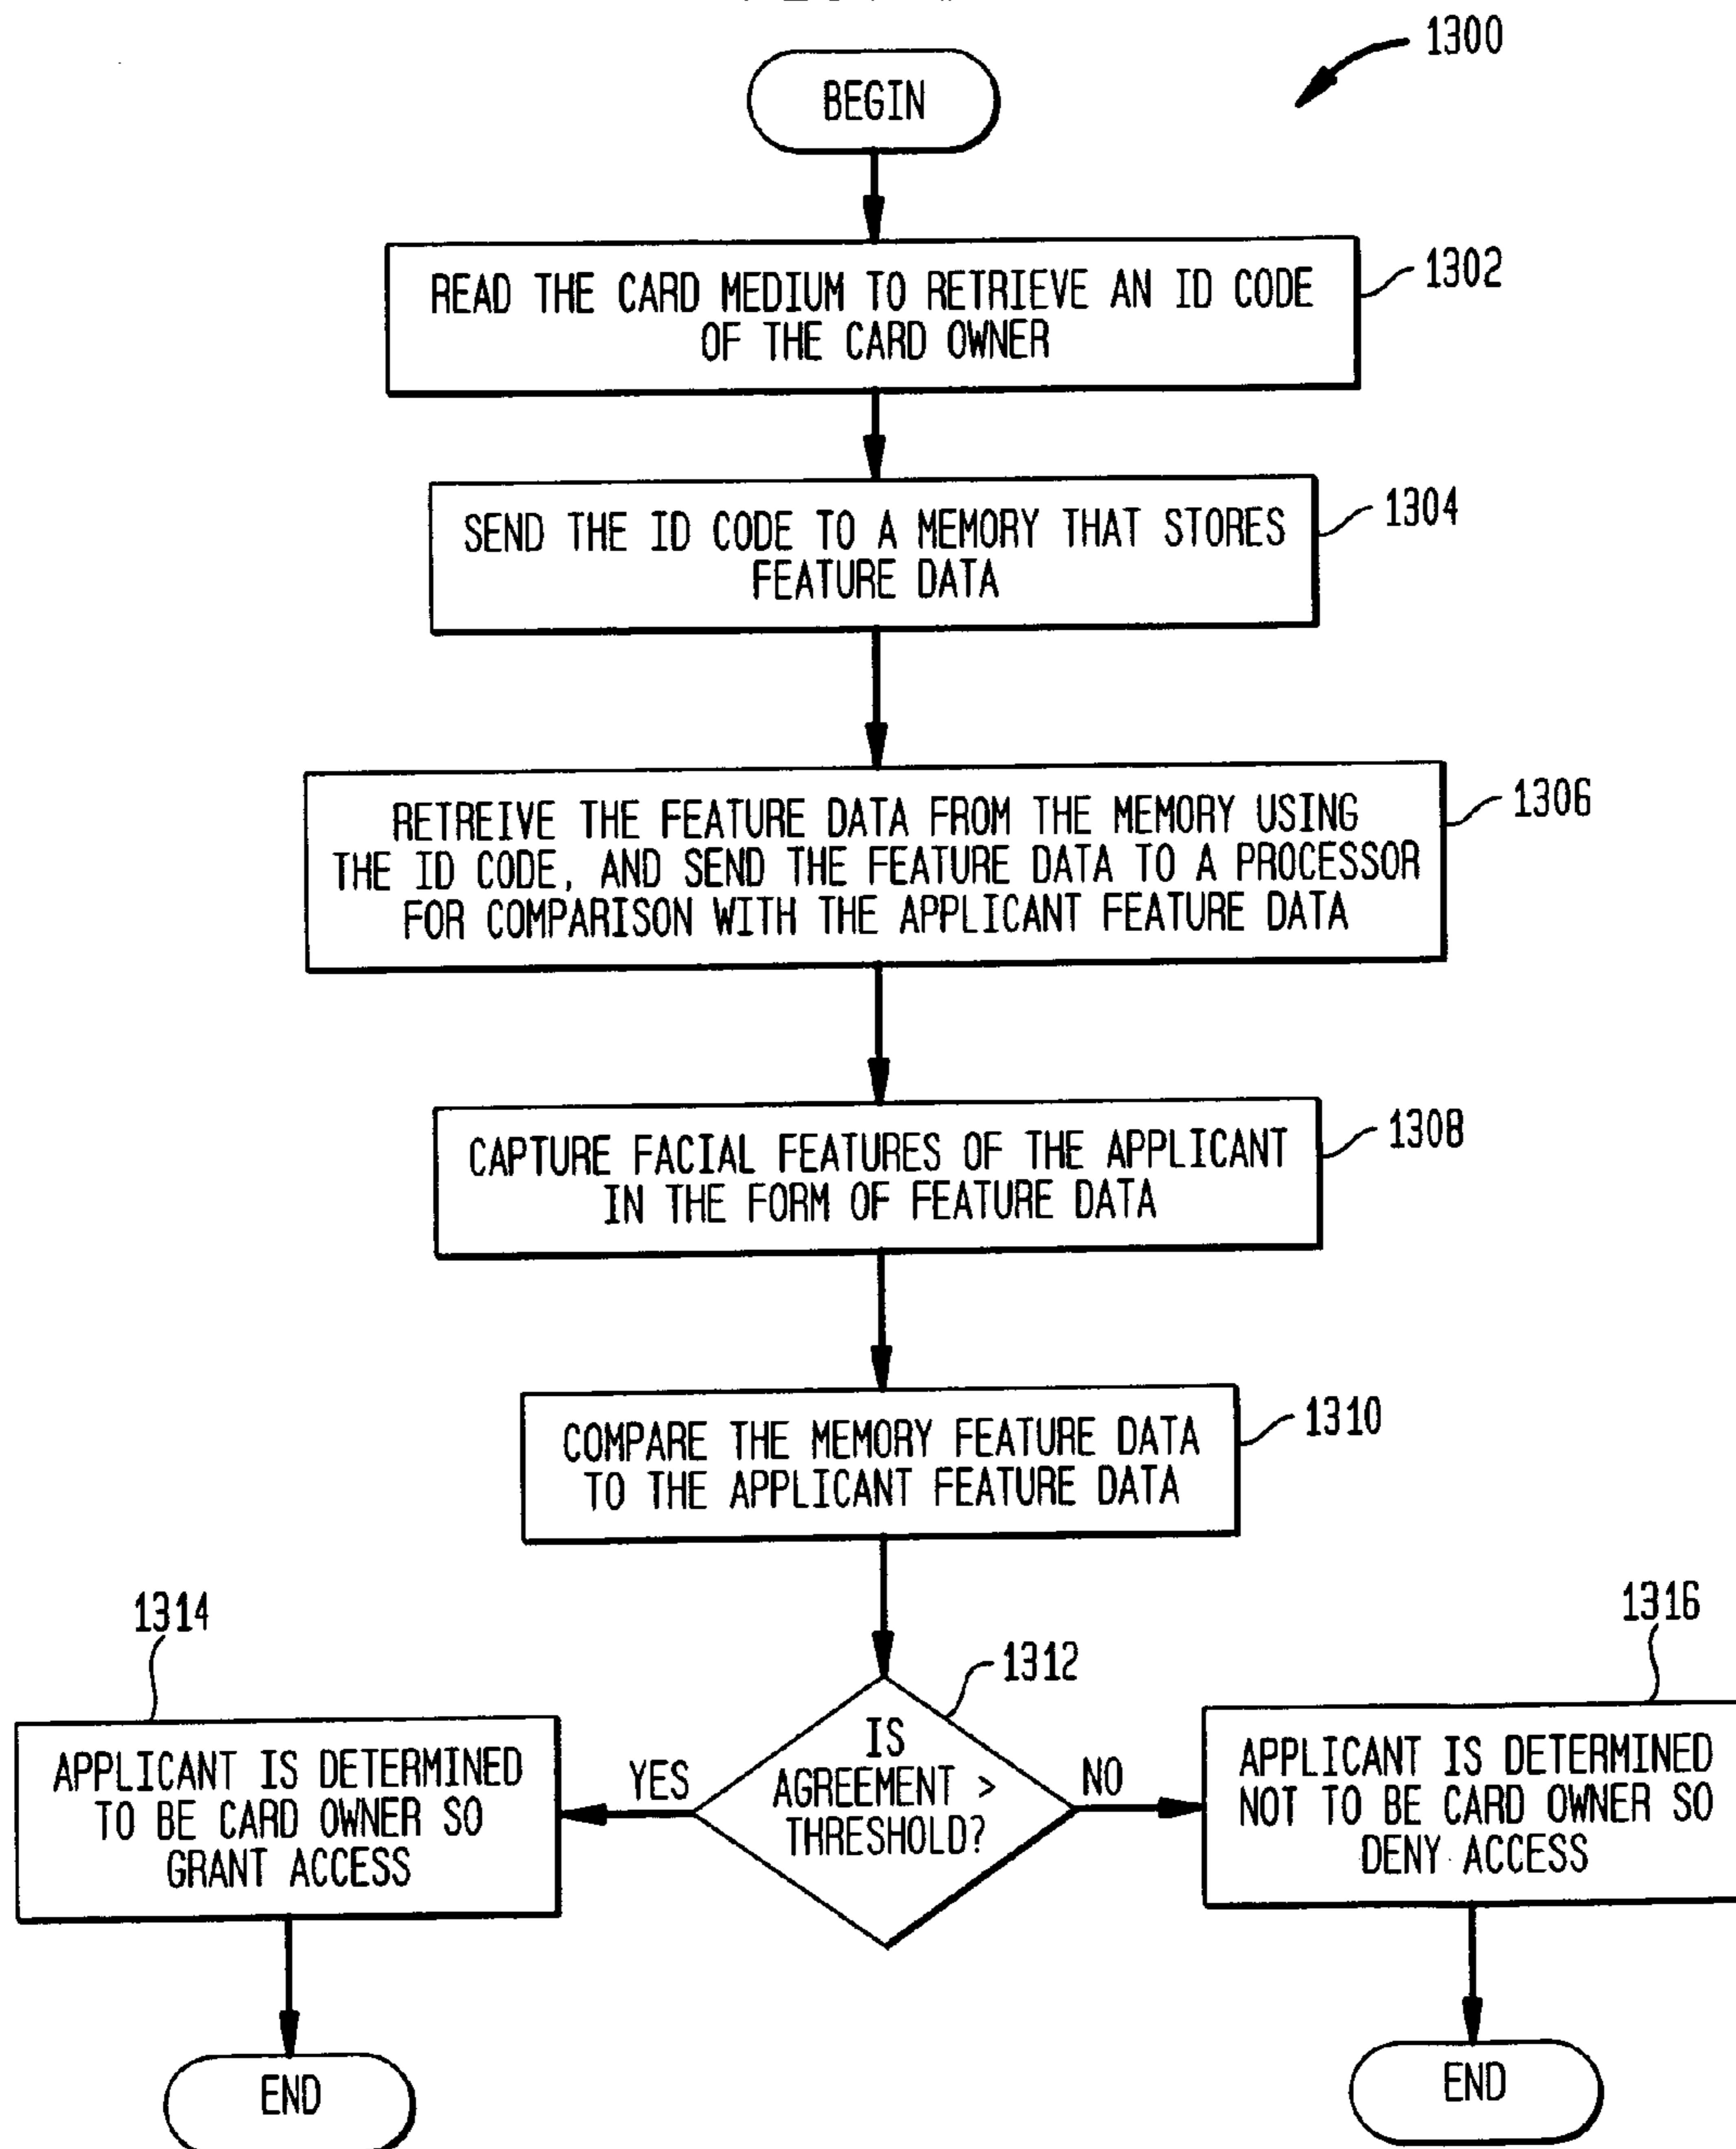 1300
BEGIN
READ THE CARD MEDIUM TO RETRIEVE AN ID CODE
OF THE CARD OWNER
1302
SEND THE ID CODE TO A MEMORY THAT STORES
FEATURE DATA
1304
RETREIVE THE FEATURE DATA FROM THE MEMORY USING
THE ID CODE, AND SEND THE FEATURE DATA TO A PROCESSOR
FOR COMPARISON WITH THE APPLICANT FEATURE DATA
1306
CAPTURE FACIAL FEATURES OF THE APPLICANT
IN THE FORM OF FEATURE DATA
1308
COMPARE THE MEMORY FEATURE DATA
TO THE APPLICANT FEATURE DATA
1310
1312
IS
AGREEMENT >
THRESHOLD?
YES
NO
1314
APPLICANT IS DETERMINED
TO BE CARD OWNER SO
GRANT ACCESS
END
1316
APPLICANT IS DETERMINED
NOT TO BE CARD OWNER SO
DENY ACCESS
END